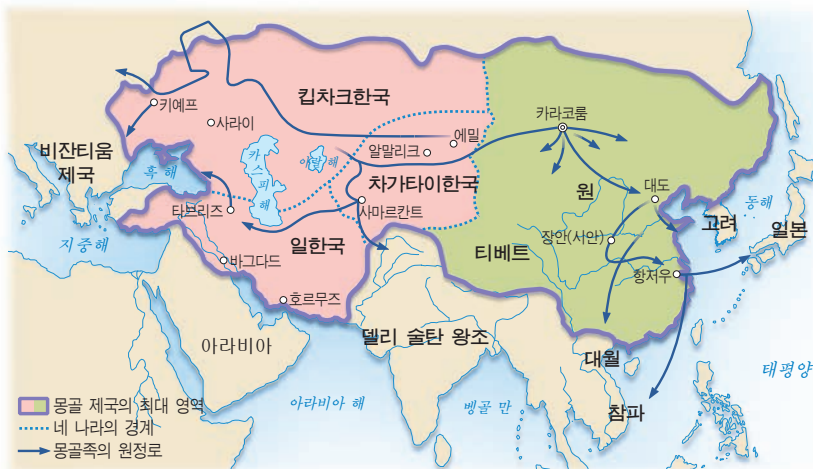 킵차크한국
키예프
사라이
카라코룸
에밀
알말리크
비잔티움
제국
흑해
카스피해
아랄해
차가타이한국
원
대도
동해
고려
일본
타브리즈
사마르칸트
일한국
장안(시안)
티베트
지중해
바그다드
항저우
호르무즈
아라비아
델리 술탄 왕조
대월
태평양
아라비아 해
벵골 만
참파
몽골 제국의 최대 영역
네 나라의 경계
몽골족의 원정로